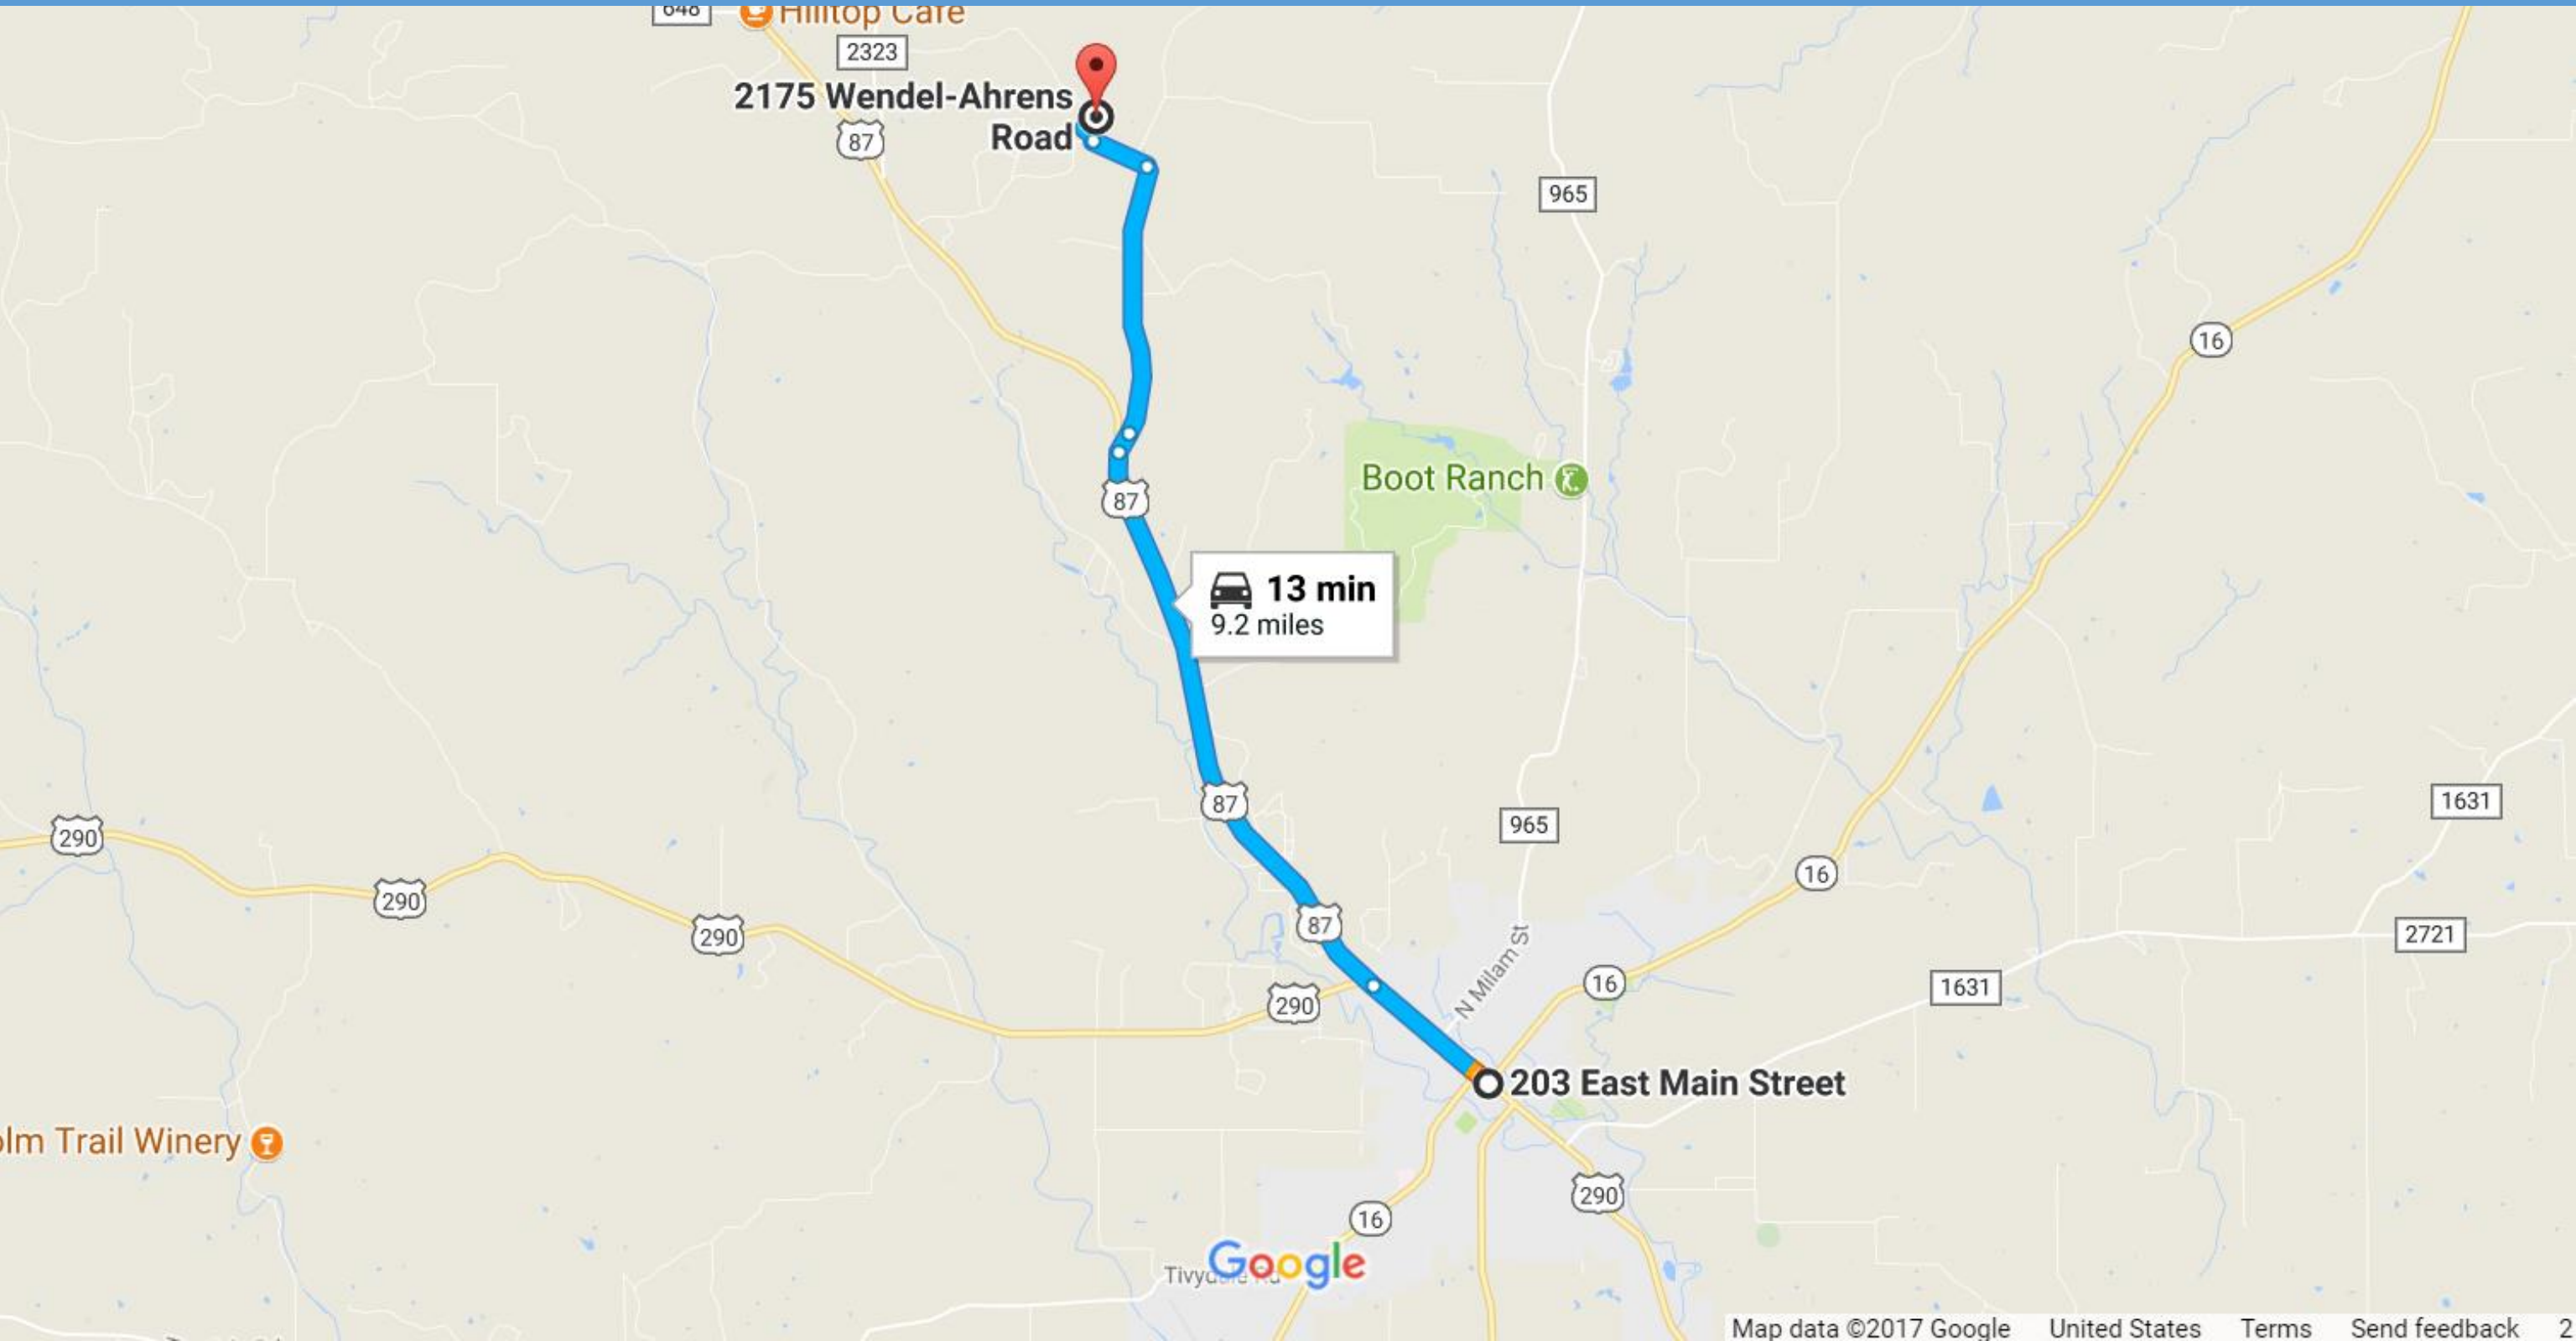 648
Hilltop Cafe
2323
2175 Wendel-Ahrens
Road
87
965
16
Boot Ranch
87
13 min
9.2 miles
87
1631
290
965
16
290
87
2721
290
N Milam St
16
1631
290
203 East Main Street
lm Trail Winery
290
16
Google
Map data ©2017 Google United States Terms Send feedback